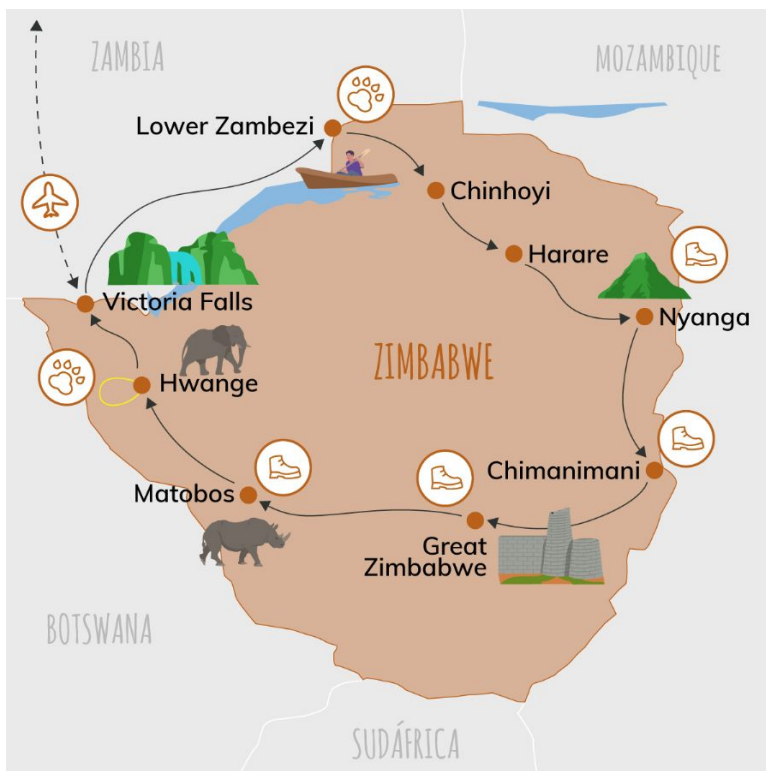 ZAMBIA
MOZAMBIQUE
Lower Zambezi
Chinhoyi
Harare
Victoria Falls
Nyanga
ZIMBABWE
Hwange
Chimanimani
Matobos
Great
Zimbabwe
BOTSWANA
SUDÁFRICA